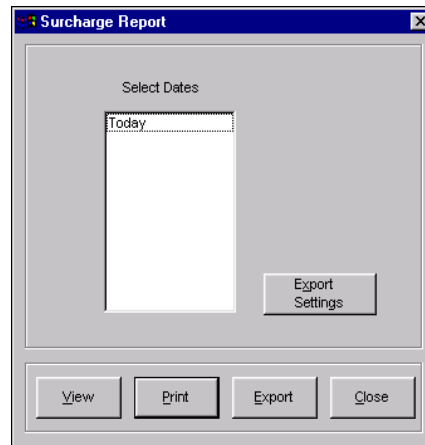 Surcharge Report
Select Dates
Today
Export
Settings
View
Print
Export
Close